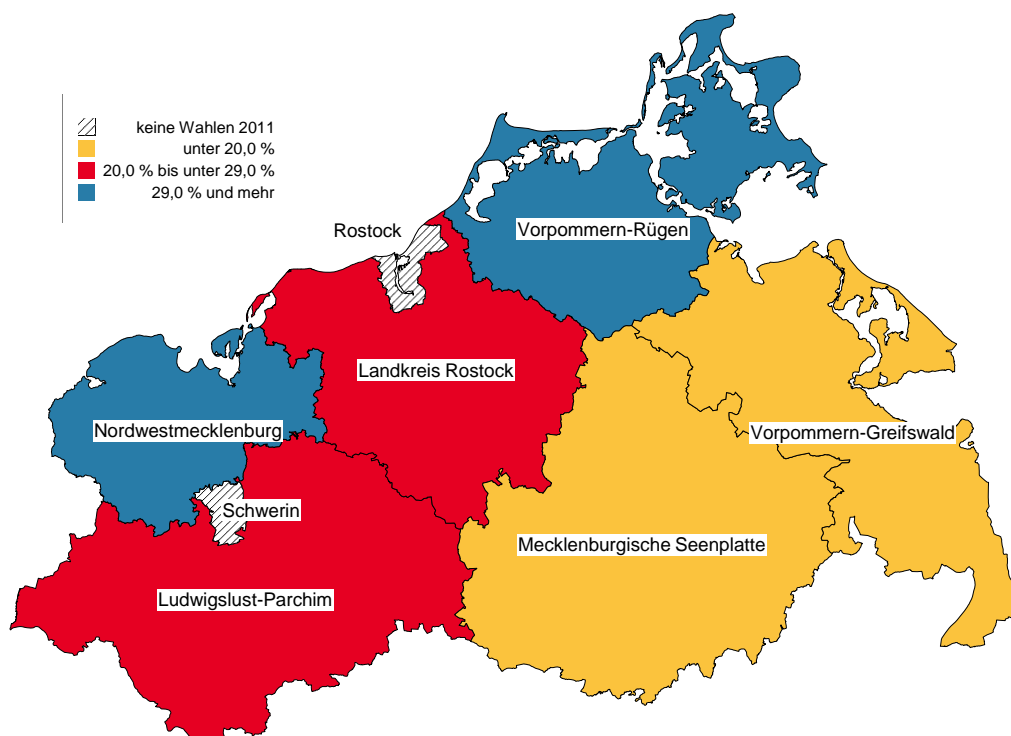 keine Wahlen 2011
unter 20,0 %
20,0 % bis unter 29,0 %
29,0 % und mehr
Rostock
Vorpommern-Rügen
Landkreis Rostock
Nordwestmecklenburg
Vorpommern-Greifswald
Schwerin
Mecklenburgische Seenplatte
Ludwigslust-Parchim